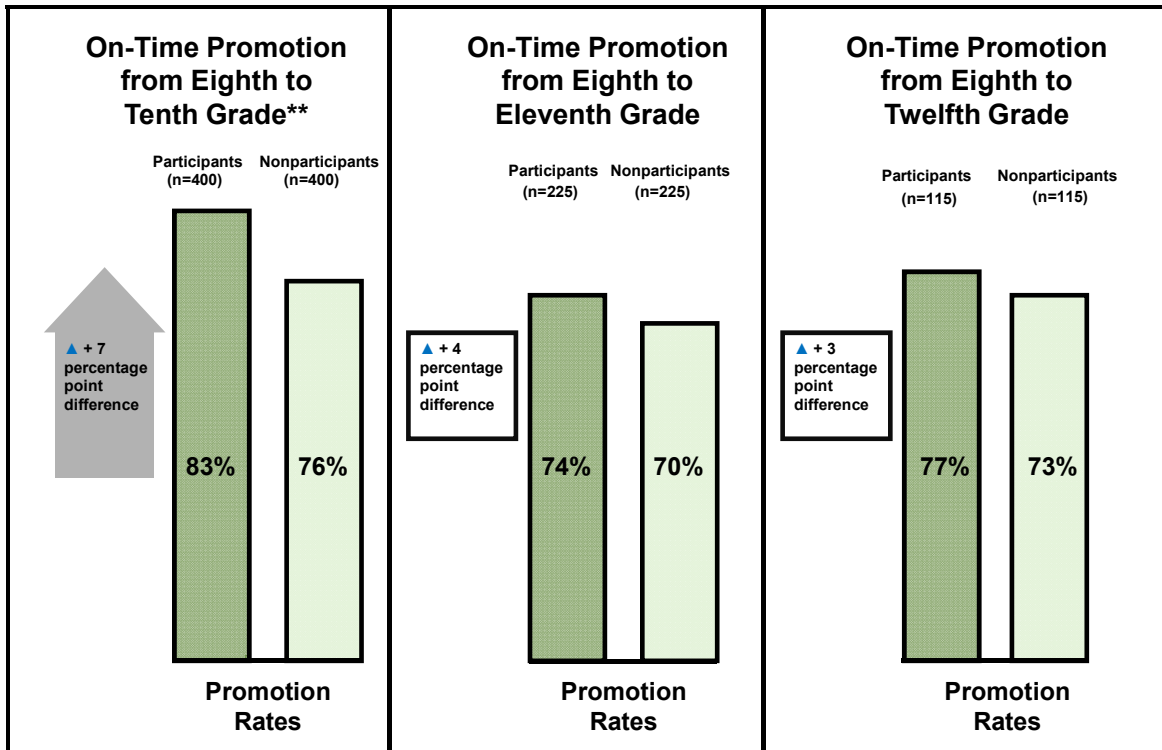 On-Time Promotion
from Eighth to
Tenth Grade**
Participants
(n=400)
Nonparticipants
(n=400)
▲ + 7
percentage
point
difference
83%
76%
Promotion
Rates
On-Time Promotion
from Eighth to
Eleventh Grade
Participants
(n=225)
Nonparticipants
(n=225)
▲ + 4
percentage
point
difference
74%
70%
Promotion
Rates
On-Time Promotion
from Eighth to
Twelfth Grade
Participants
(n=115)
Nonparticipants
(n=115)
▲ + 3
percentage
point
difference
77%
73%
Promotion
Rates